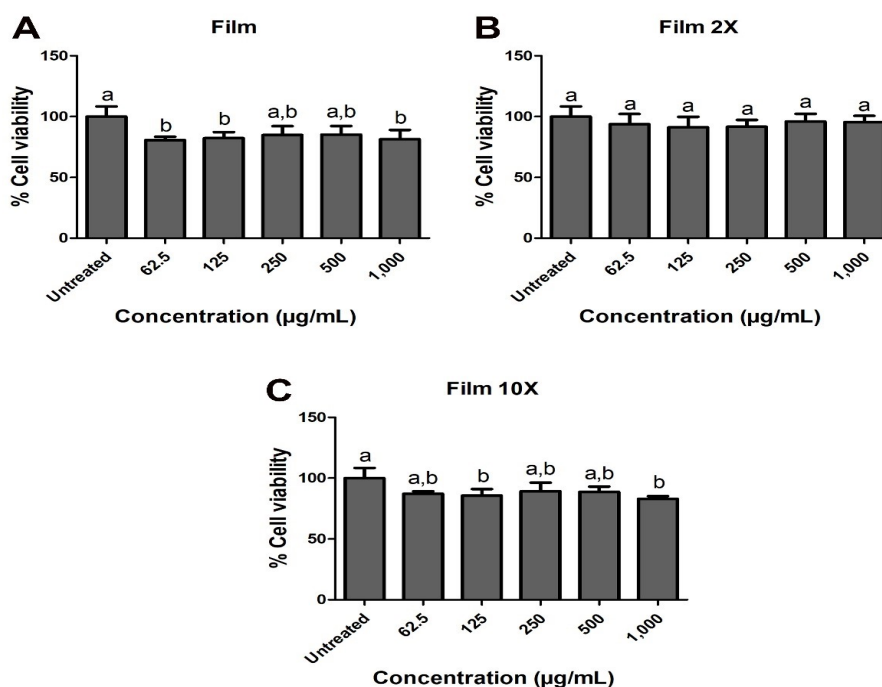 A
Film
% Cell viability
150
100
50
0
a
b
b
a,b
a,b
b
Untreated
62.5
125
250
500
1,000
Concentration (µg/mL)
B
Film 2X
% Cell viability
150
100
50
0
a
a
a
a
a
a
Untreated
62.5
125
250
500
1,000
Concentration (µg/mL)
C
Film 10X
% Cell viability
150
100
50
0
a
a,b
b
a,b
a,b
b
Untreated
62.5
125
250
500
1,000
Concentration (µg/mL)